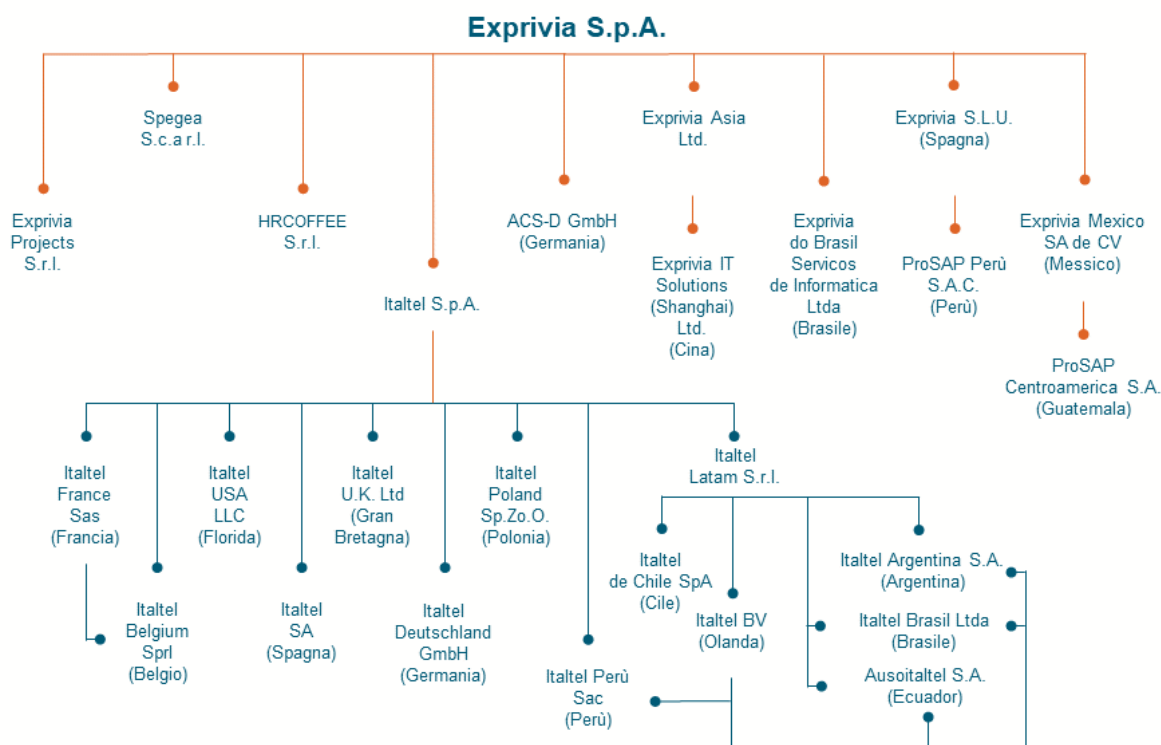 Exprivia S.p.A.
Spegea
S.c.a r.l.
Exprivia Asia
Ltd.
Exprivia S.L.U.
(Spagna)
Exprivia
Projects
S.r.l.
HRCOFFEE
S.r.l.
ACS-D GmbH
(Germania)
Exprivia
do Brasil
Servicos
de Informatica
Ltda
(Brasile)
Exprivia Mexico
SA de CV
(Messico)
Exprivia IT
Solutions
(Shanghai)
Ltd.
(Cina)
ProSAP Perù
S.A.C.
(Perù)
Italtel S.p.A.
ProSAP
Centroamerica S.A.
(Guatemala)
Italtel
France
Sas
(Francia)
Italtel
USA
LLC
(Florida)
Italtel
U.K. Ltd
(Gran
Bretagna)
Italtel
Poland
Sp.Zo.O.
(Polonia)
Italtel
Latam S.r.l.
Italtel
de Chile SpA
(Cile)
Italtel Argentina S.A.
(Argentina)
Italtel
Belgium
Sprl
(Belgio)
Italtel
SA
(Spagna)
Italtel
Deutschland
GmbH
(Germania)
Italtel BV
(Olanda)
Italtel Brasil Ltda
(Brasile)
Italtel Perù
Sac
(Perù)
Ausoitaltel S.A.
(Ecuador)